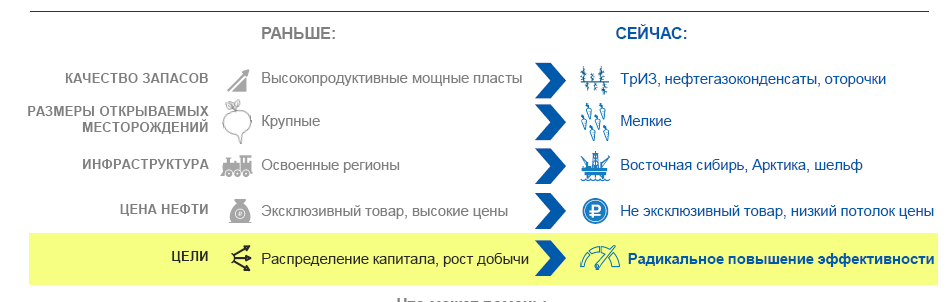 РАНЬШЕ: СЕЙЧАС:
КАЧЕСТВО ЗАПАСОВ Высокопродуктивные мощные пласты ТрИЗ, нефтегазоконденсаты, оторочки
РАЗМЕРЫ ОТКРЫВАЕМЫХ
МЕСТОРОЖДЕНИЙ Крупные Мелкие
ИНФРАСТРУКТУРА Освоенные регионы Восточная сибирь, Арктика, шельф
ЦЕНА НЕФТИ Эксклюзивный товар, высокие цены Не эксклюзивный товар, низкий потолок цены
ЦЕЛИ Распределение капитала, рост добычи Радикальное повышение эффективности